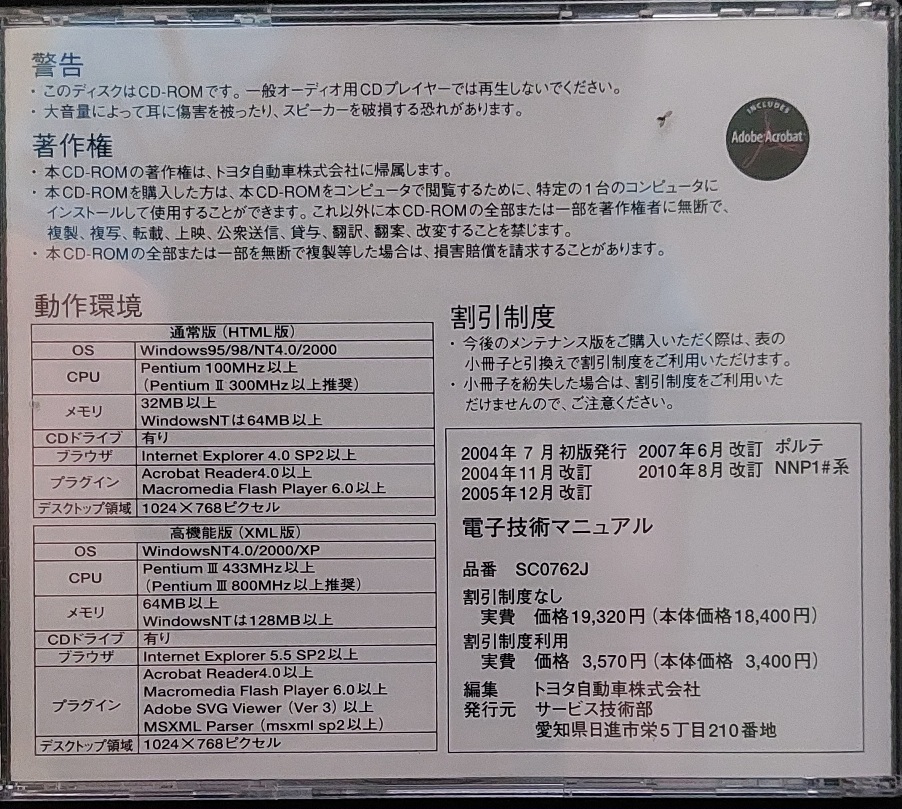 警告
・このディスクはCD-ROMです。一般オーディオ用CDプレイヤーでは再生しないでください。
・大音量によって耳に傷害を被ったり、スピーカーを破損する恐れがあります。
INCLUDES
Adobe Acrobat
著作権
・本CD-ROMの著作権は、トヨタ自動車株式会社に帰属します。
・本CD-ROMを購入した方は、本CD-ROMをコンピュータで閲覧するために、特定の1台のコンピュータに
インストールして使用することができます。これ以外に本CD-ROMの全部または一部を著作権者に無断で、
複製、複写、転載、上映、公衆送信、貸与、翻訳、翻案、改変することを禁じます。
・本CD-ROMの全部または一部を無断で複製等した場合は、損害賠償を請求することがあります。
動作環境
通常版（HTML版）
OS Windows95/98/NT4.0/2000
CPU Pentium 100MHz以上
（Pentium Ⅱ 300MHz以上推奨）
メモリ 32MB以上
WindowsNTは64MB以上
CDドライブ 有り
ブラウザ Internet Explorer 4.0 SP2以上
プラグイン Acrobat Reader4.0以上
Macromedia Flash Player 6.0以上
デスクトップ領域 1024×768ピクセル
高機能版（XML版）
OS WindowsNT4.0/2000/XP
CPU Pentium Ⅲ 433MHz以上
（Pentium Ⅲ 800MHz以上推奨）
メモリ 64MB以上
WindowsNTは128MB以上
CDドライブ 有り
ブラウザ Internet Explorer 5.5 SP2以上
プラグイン Acrobat Reader4.0以上
Macromedia Flash Player 6.0以上
Adobe SVG Viewer（Ver 3）以上
MSXML Parser（msxml sp2以上）
デスクトップ領域 1024×768ピクセル
割引制度
・今後のメンテナンス版をご購入いただく際は、表の
小冊子と引換えで割引制度をご利用いただけます。
・小冊子を紛失した場合は、割引制度をご利用いた
だけませんので、ご注意ください。
2004年 7月 初版発行 2007年6月 改訂 ポルテ
2004年11月 改訂 2010年8月 改訂 NNP1#系
2005年12月 改訂
電子技術マニュアル
品番 SC0762J
割引制度なし
実費 価格19,320円（本体価格18,400円）
割引制度利用
実費 価格 3,570円（本体価格 3,400円）
編集 トヨタ自動車株式会社
発行元 サービス技術部
愛知県日進市栄5丁目210番地